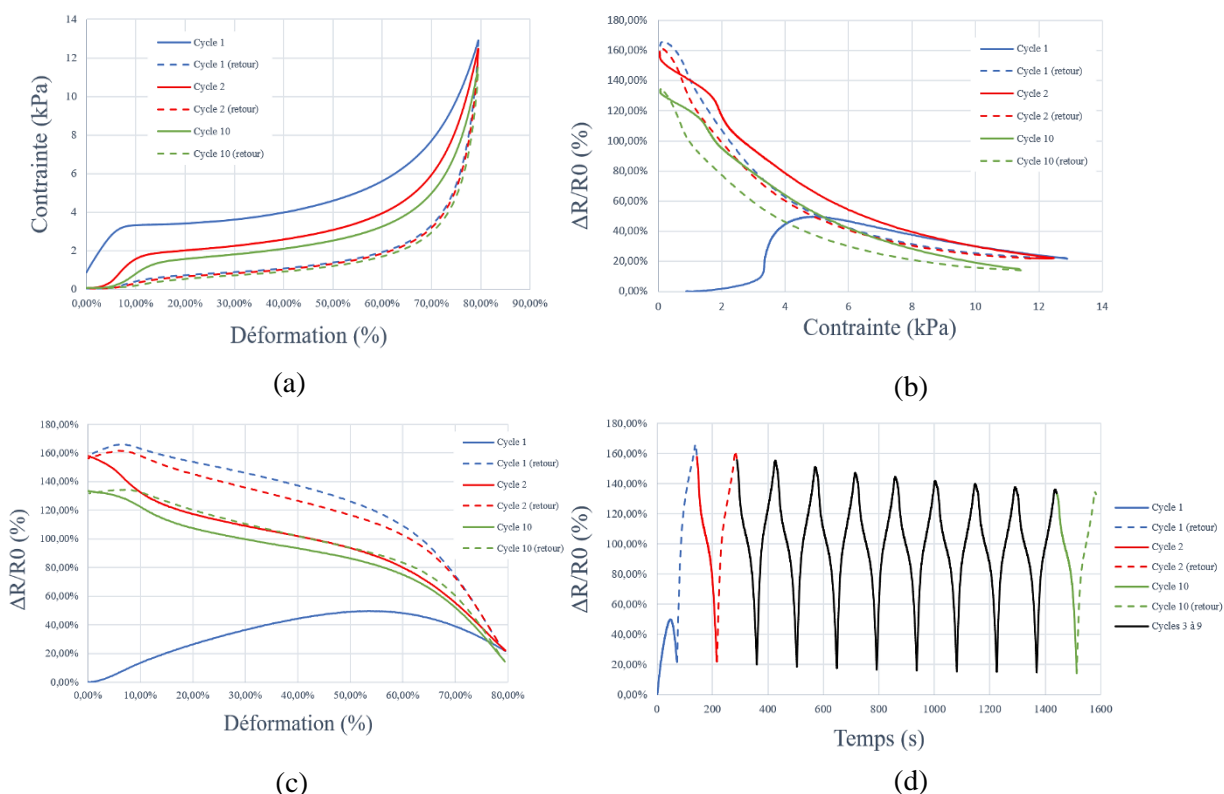 14
12
10
8
6
4
2
0
Contrainte (kPa)
Cycle 1
Cycle 1 (retour)
Cycle 2
Cycle 2 (retour)
Cycle 10
Cycle 10 (retour)
0,00% 10,00% 20,00% 30,00% 40,00% 50,00% 60,00% 70,00% 80,00% 90,00%
Déformation (%)
(a)
180,00%
160,00%
140,00%
120,00%
100,00%
80,00%
60,00%
40,00%
20,00%
0,00%
ΔR/R0 (%)
Cycle 1
Cycle 1 (retour)
Cycle 2
Cycle 2 (retour)
Cycle 10
Cycle 10 (retour)
0 2 4 6 8 10 12 14
Contrainte (kPa)
(b)
180,00%
160,00%
140,00%
120,00%
100,00%
80,00%
60,00%
40,00%
20,00%
0,00%
ΔR/R0 (%)
Cycle 1
Cycle 1 (retour)
Cycle 2
Cycle 2 (retour)
Cycle 10
Cycle 10 (retour)
0,00% 10,00% 20,00% 30,00% 40,00% 50,00% 60,00% 70,00% 80,00%
Déformation (%)
(c)
180,00%
160,00%
140,00%
120,00%
100,00%
80,00%
60,00%
40,00%
20,00%
0,00%
ΔR/R0 (%)
Cycle 1
Cycle 1 (retour)
Cycle 2
Cycle 2 (retour)
Cycle 10
Cycle 10 (retour)
Cycles 3 à 9
0 200 400 600 800 1000 1200 1400 1600
Temps (s)
(d)